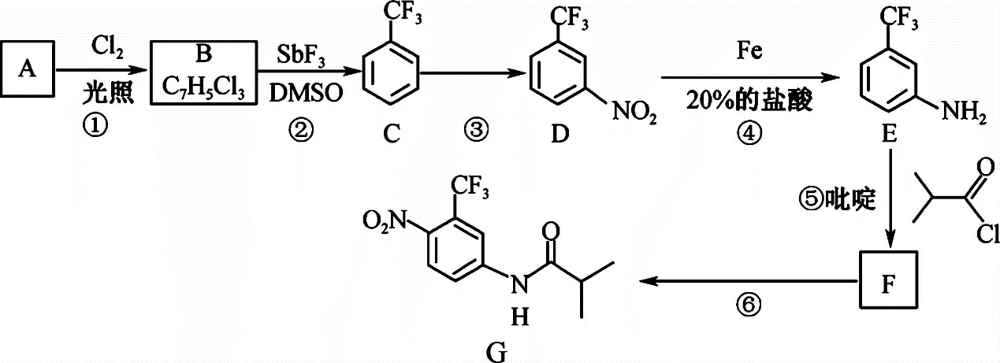 A
Cl₂
光照
①
B
C₇H₅Cl₃
SbF₃
DMSO
②
CF₃
C
③
CF₃
NO₂
D
Fe
20%的盐酸
④
CF₃
NH₂
E
⑤吡啶
O
Cl
F
⑥
CF₃
O₂N
O
N
H
G